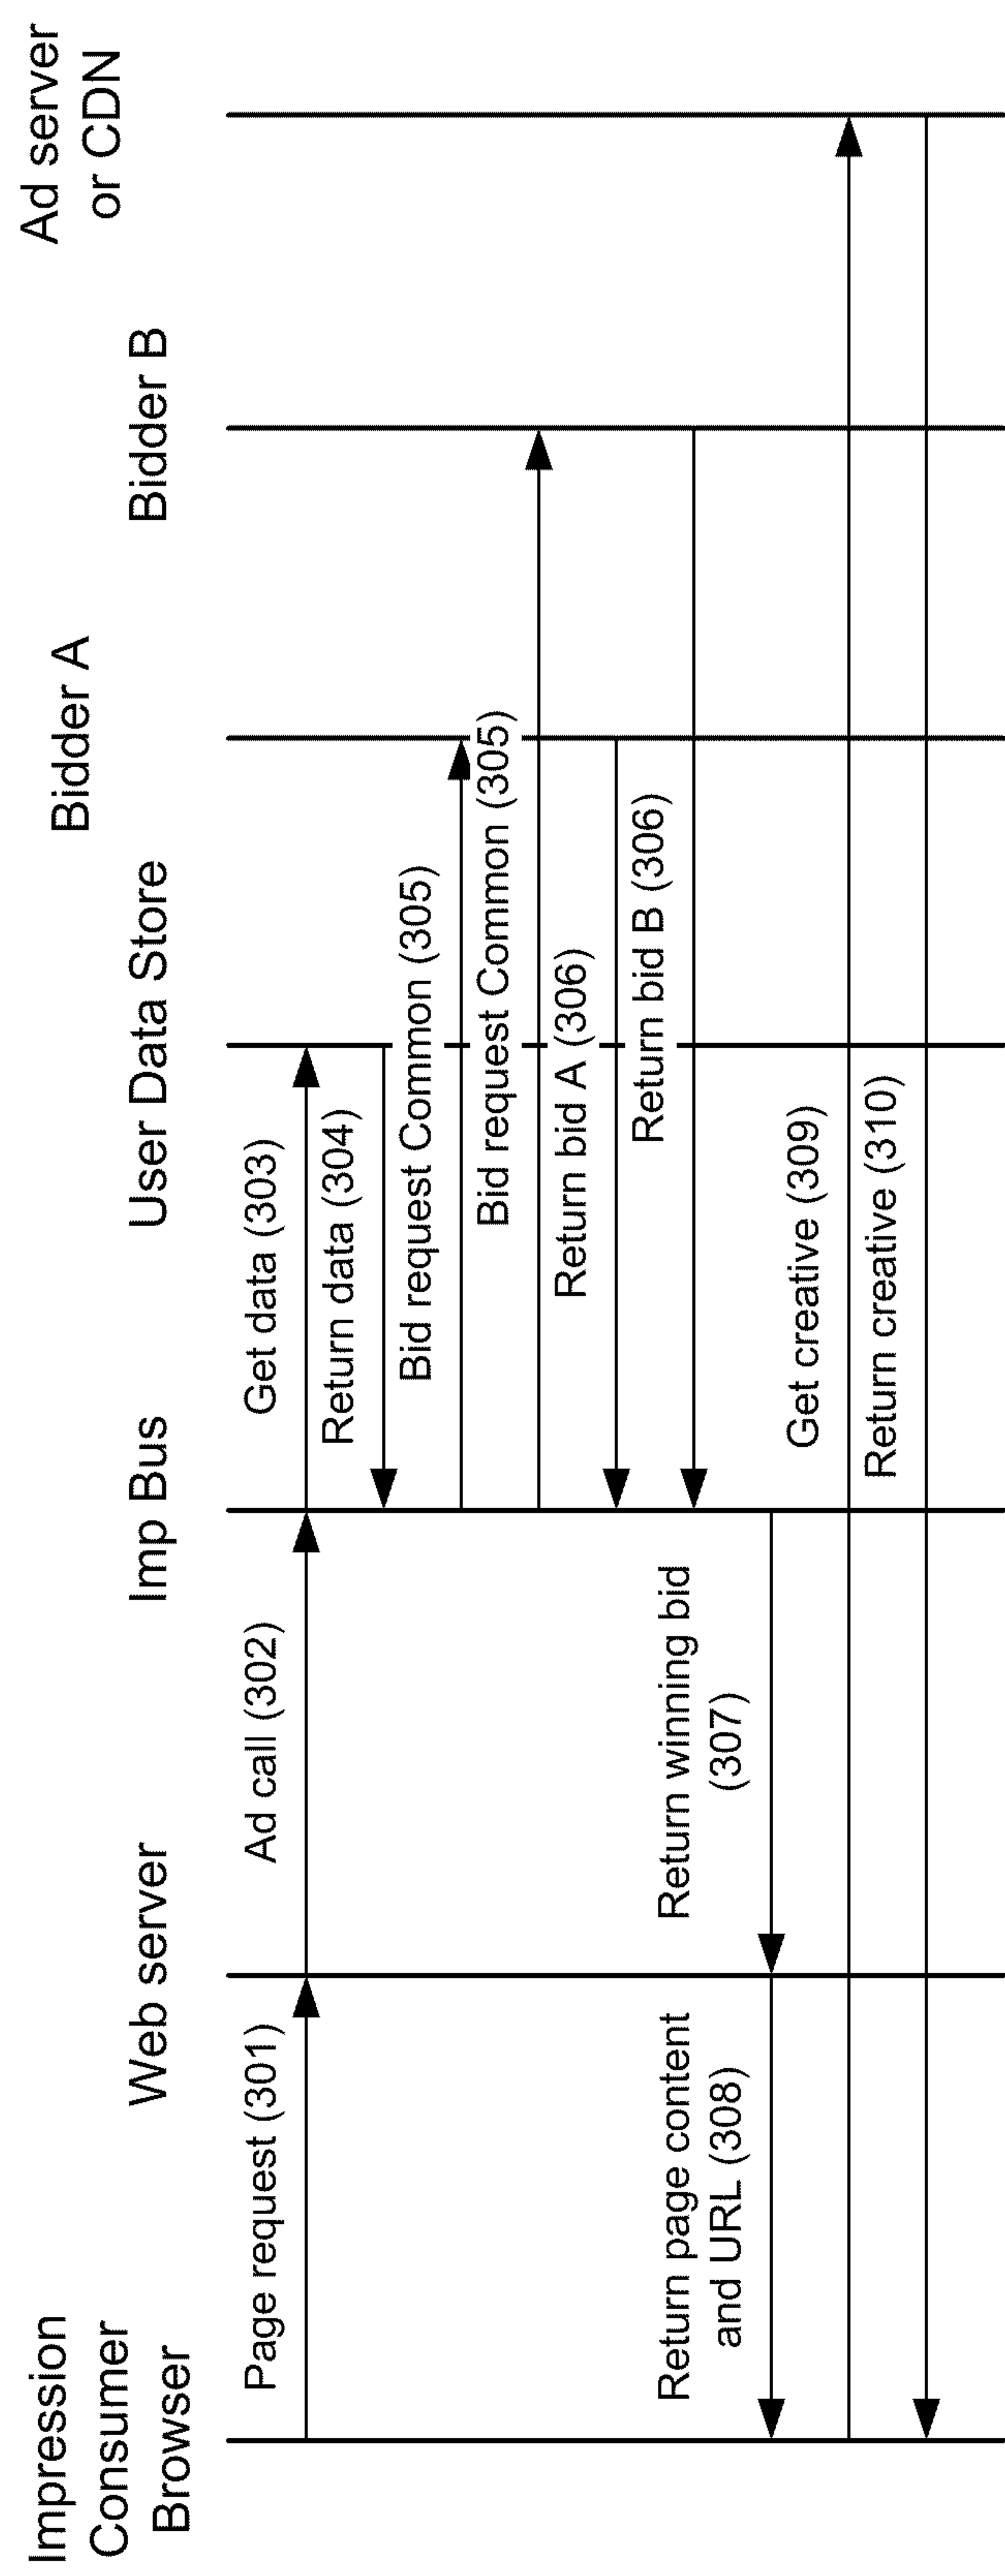 Impression
Consumer
Browser
Web server
Imp Bus
User Data Store
Bidder A
Bidder B
Ad server
or CDN
Page request (301)
Ad call (302)
Get data (303)
Return data (304)
Bid request Common (305)
Bid request Common (305)
Return bid A (306)
Return bid B (306)
Return winning bid
(307)
Return page content
and URL (308)
Get creative (309)
Return creative (310)